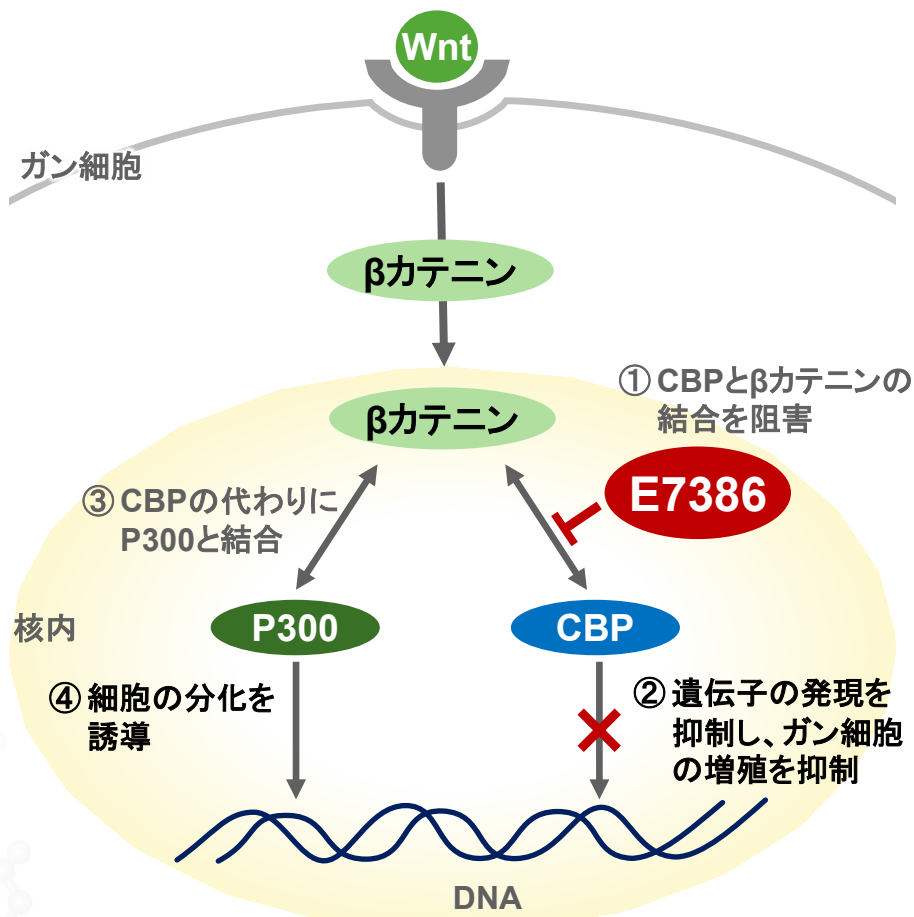 Wnt
ガン細胞
βカテニン
βカテニン
① CBPとβカテニンの
結合を阻害
E7386
③ CBPの代わりに
P300と結合
核内
P300
CBP
④ 細胞の分化を
誘導
② 遺伝子の発現を
抑制し、ガン細胞
の増殖を抑制
DNA